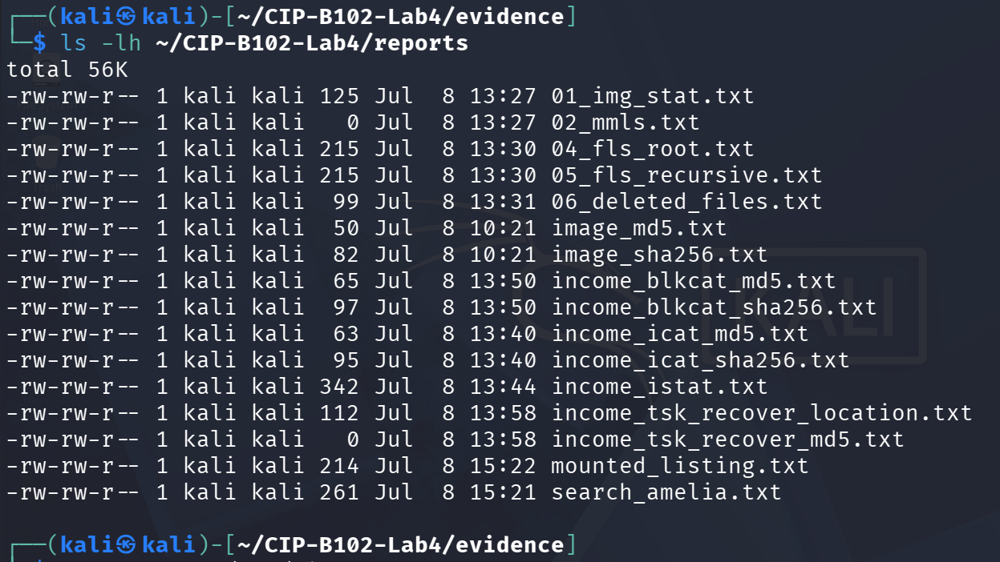 ┌──(kali㉿kali)-[~/CIP-B102-Lab4/evidence]
└─$ ls -lh ~/CIP-B102-Lab4/reports
total 56K
-rw-rw-r-- 1 kali kali 125 Jul  8 13:27 01_img_stat.txt
-rw-rw-r-- 1 kali kali   0 Jul  8 13:27 02_mmls.txt
-rw-rw-r-- 1 kali kali 215 Jul  8 13:30 04_fls_root.txt
-rw-rw-r-- 1 kali kali 215 Jul  8 13:30 05_fls_recursive.txt
-rw-rw-r-- 1 kali kali  99 Jul  8 13:31 06_deleted_files.txt
-rw-rw-r-- 1 kali kali  50 Jul  8 10:21 image_md5.txt
-rw-rw-r-- 1 kali kali  82 Jul  8 10:21 image_sha256.txt
-rw-rw-r-- 1 kali kali  65 Jul  8 13:50 income_blkcat_md5.txt
-rw-rw-r-- 1 kali kali  97 Jul  8 13:50 income_blkcat_sha256.txt
-rw-rw-r-- 1 kali kali  63 Jul  8 13:40 income_icat_md5.txt
-rw-rw-r-- 1 kali kali  95 Jul  8 13:40 income_icat_sha256.txt
-rw-rw-r-- 1 kali kali 342 Jul  8 13:44 income_istat.txt
-rw-rw-r-- 1 kali kali 112 Jul  8 13:58 income_tsk_recover_location.txt
-rw-rw-r-- 1 kali kali   0 Jul  8 13:58 income_tsk_recover_md5.txt
-rw-rw-r-- 1 kali kali 214 Jul  8 15:22 mounted_listing.txt
-rw-rw-r-- 1 kali kali 261 Jul  8 15:21 search_amelia.txt
KALI
┌──(kali㉿kali)-[~/CIP-B102-Lab4/evidence]